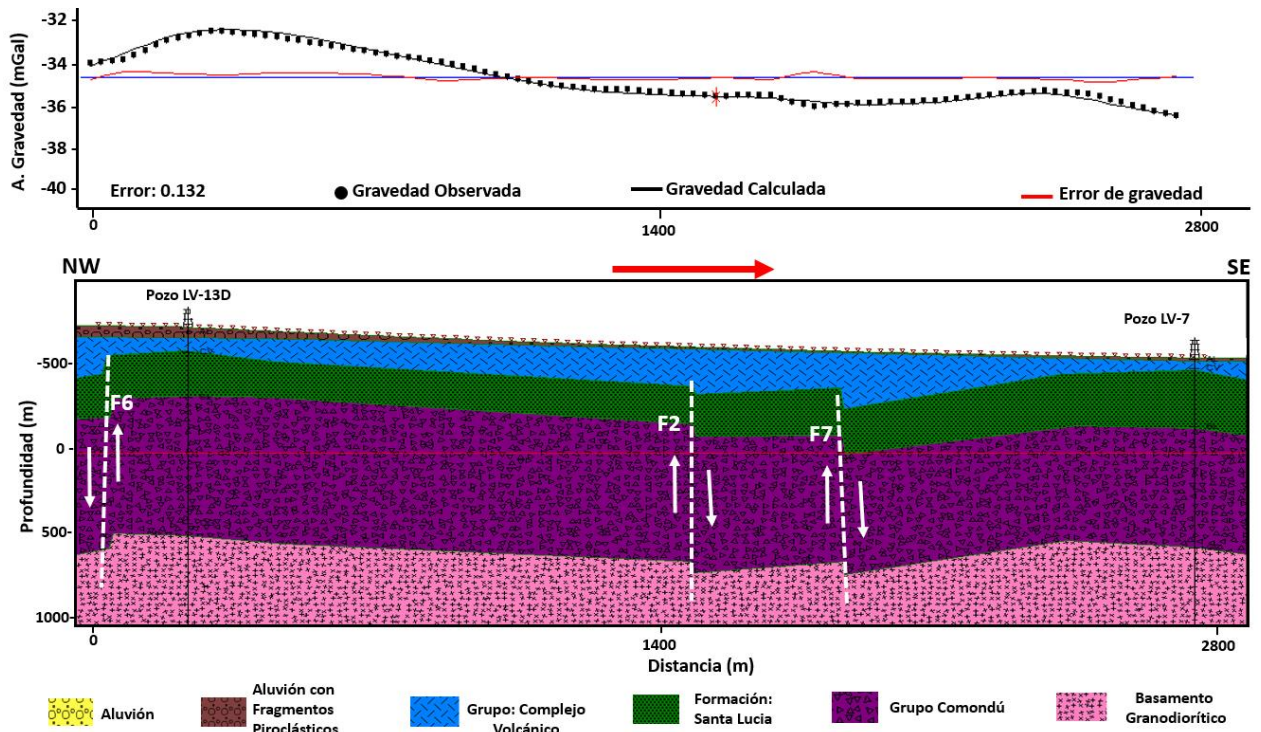 A. Gravedad (mGal)
-32
-34
-36
-38
-40
Error: 0.132
Gravedad Observada
Gravedad Calculada
Error de gravedad
0
1400
2800
NW
SE
Pozo LV-13D
Pozo LV-7
Profundidad (m)
-500-
0
500-
1000-
F6
F2
F7
0
1400
2800
Distancia (m)
Aluvión
Aluvión con
Fragmentos
Piroclásticos
Grupo: Complejo
Volcánico
Formación:
Santa Lucia
Grupo Comondú
Basamento
Granodiorítico